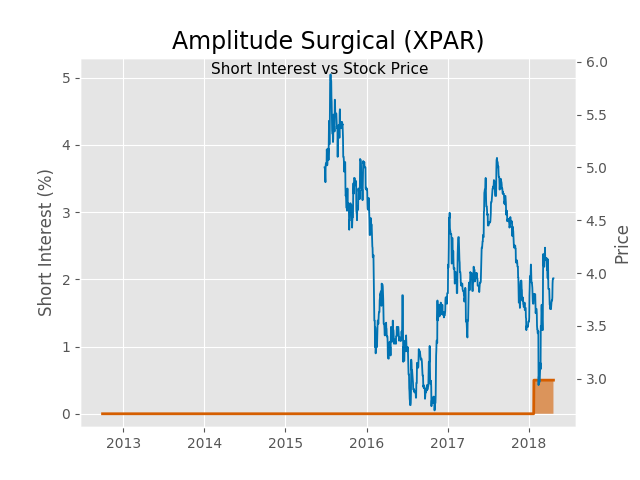 Amplitude Surgical (XPAR)
Short Interest vs Stock Price
Short Interest (%)
5
4
3
2
1
0
6.0
5.5
5.0
4.5
4.0
3.5
3.0
Price
2013 2014 2015 2016 2017 2018